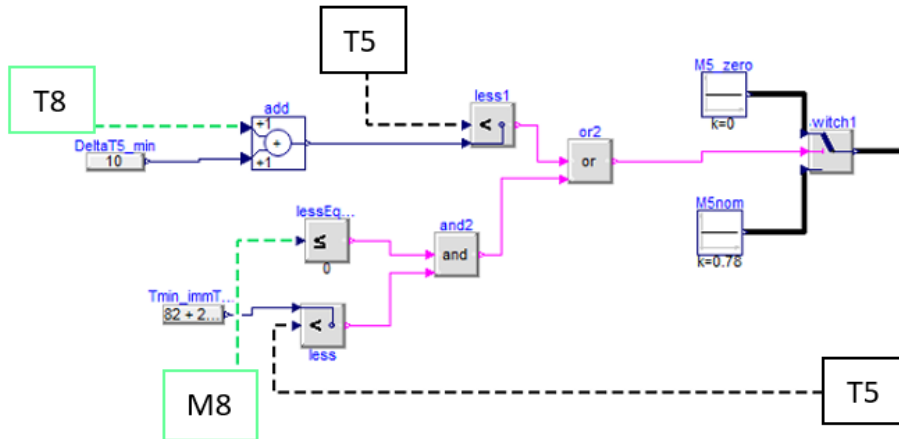 T5
T8
add
+1
+
+1
DeltaT5_min
10
less1
<
or2
or
M5_zero
k=0
witch1
lessEq...
≤
0
and2
and
M5nom
k=0.78
Tmin_immT...
82 + 2...
<
less
M8
T5